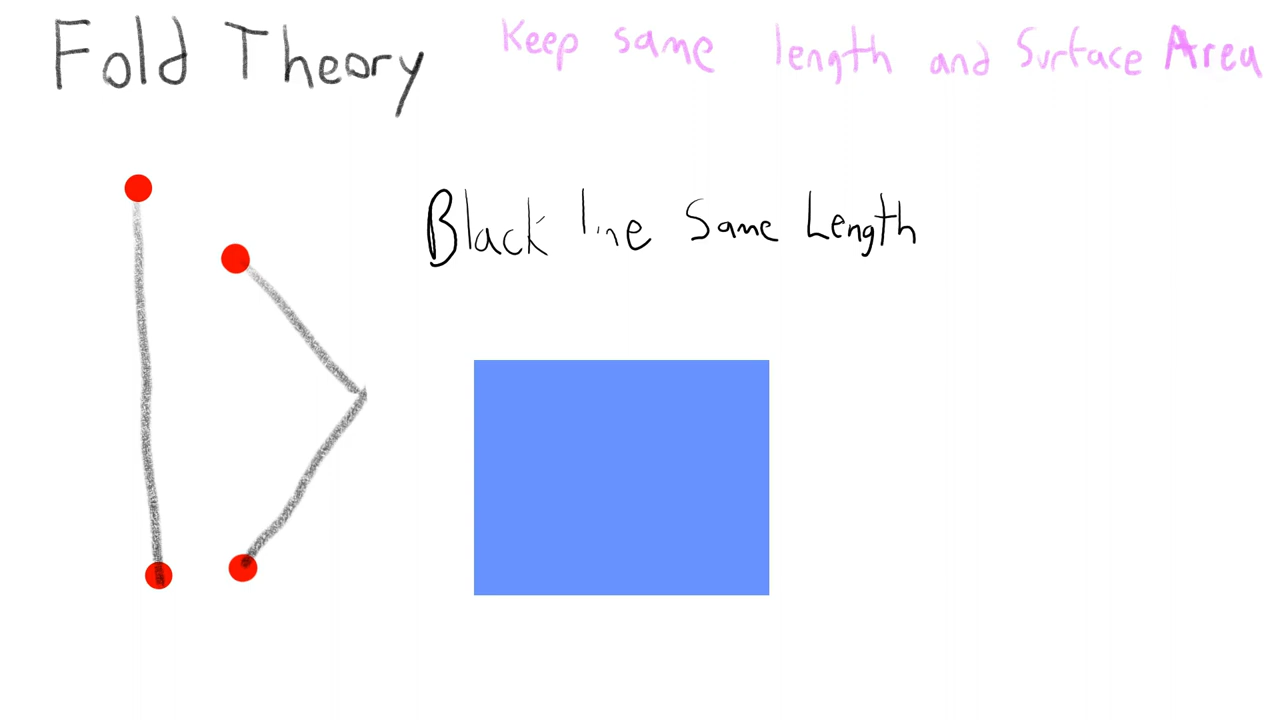 Fold Theory
Keep same length and Surface Area
Black line Same Length